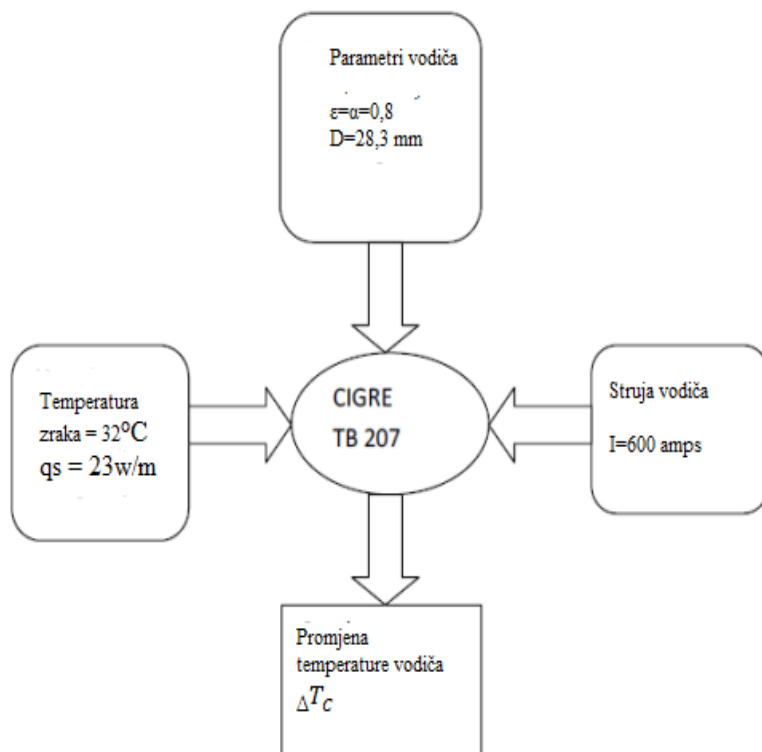 Parametri vodiča
ε=α=0,8
D=28,3 mm
Temperatura
zraka = 32°C
qs = 23w/m
CIGRE
TB 207
Struja vodiča
I=600 amps
Promjena
temperature vodiča
ΔT_C